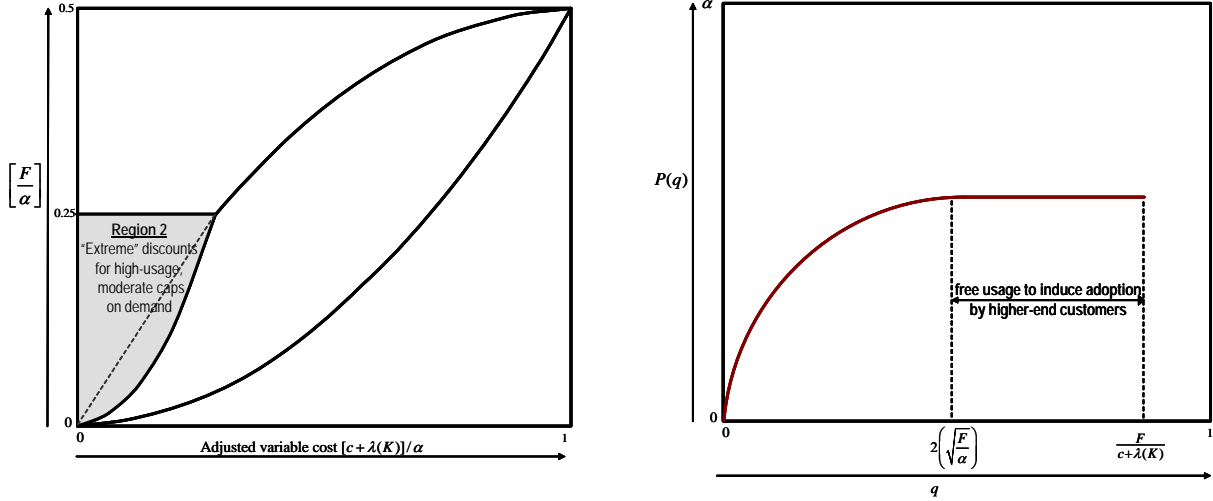 0.5
[F/α]
0.25
Region 2
"Extreme" discounts
for high-usage,
moderate caps
on demand
0
0
1
Adjusted variable cost [c + λ(K)]/α
α
P(q)
free usage to induce adoption
by higher-end customers
0
0
2(√(F/α))
F/(c+λ(K))
1
q